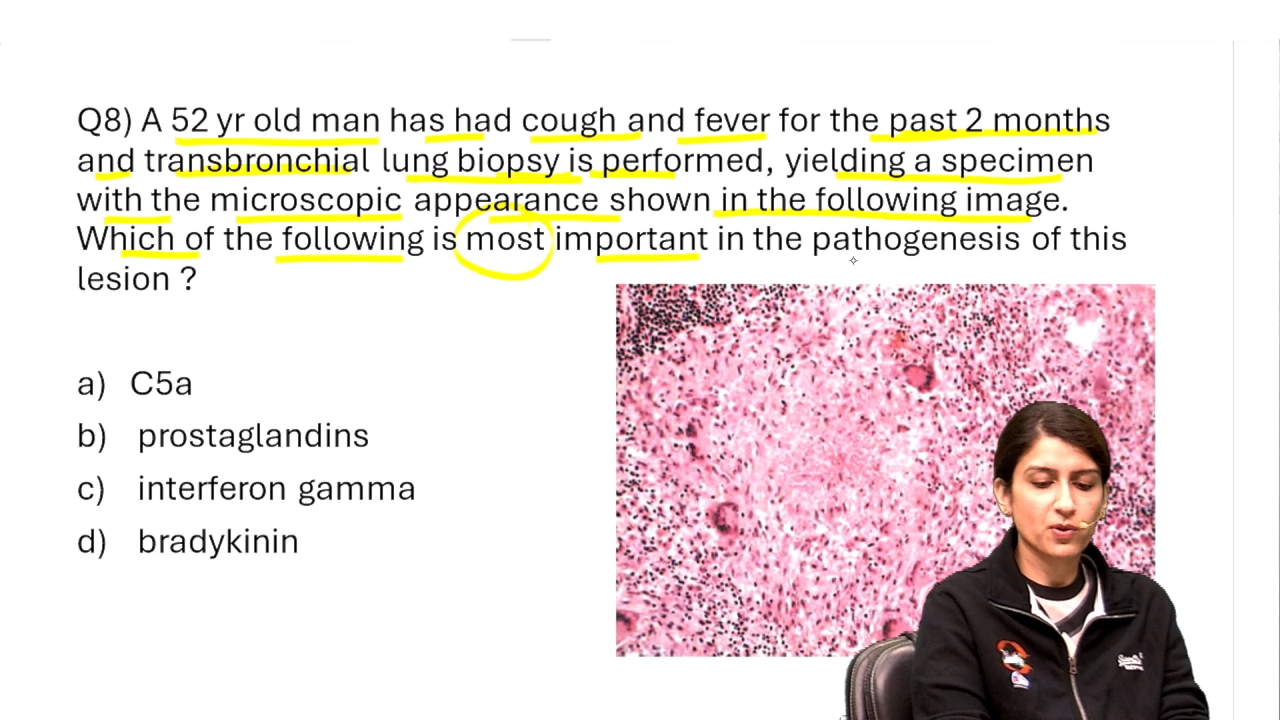 Q8) A 52 yr old man has had cough and fever for the past 2 months
and transbronchial lung biopsy is performed, yielding a specimen
with the microscopic appearance shown in the following image.
Which of the following is most important in the pathogenesis of this
lesion ?
a) C5a
b) prostaglandins
c) interferon gamma
d) bradykinin